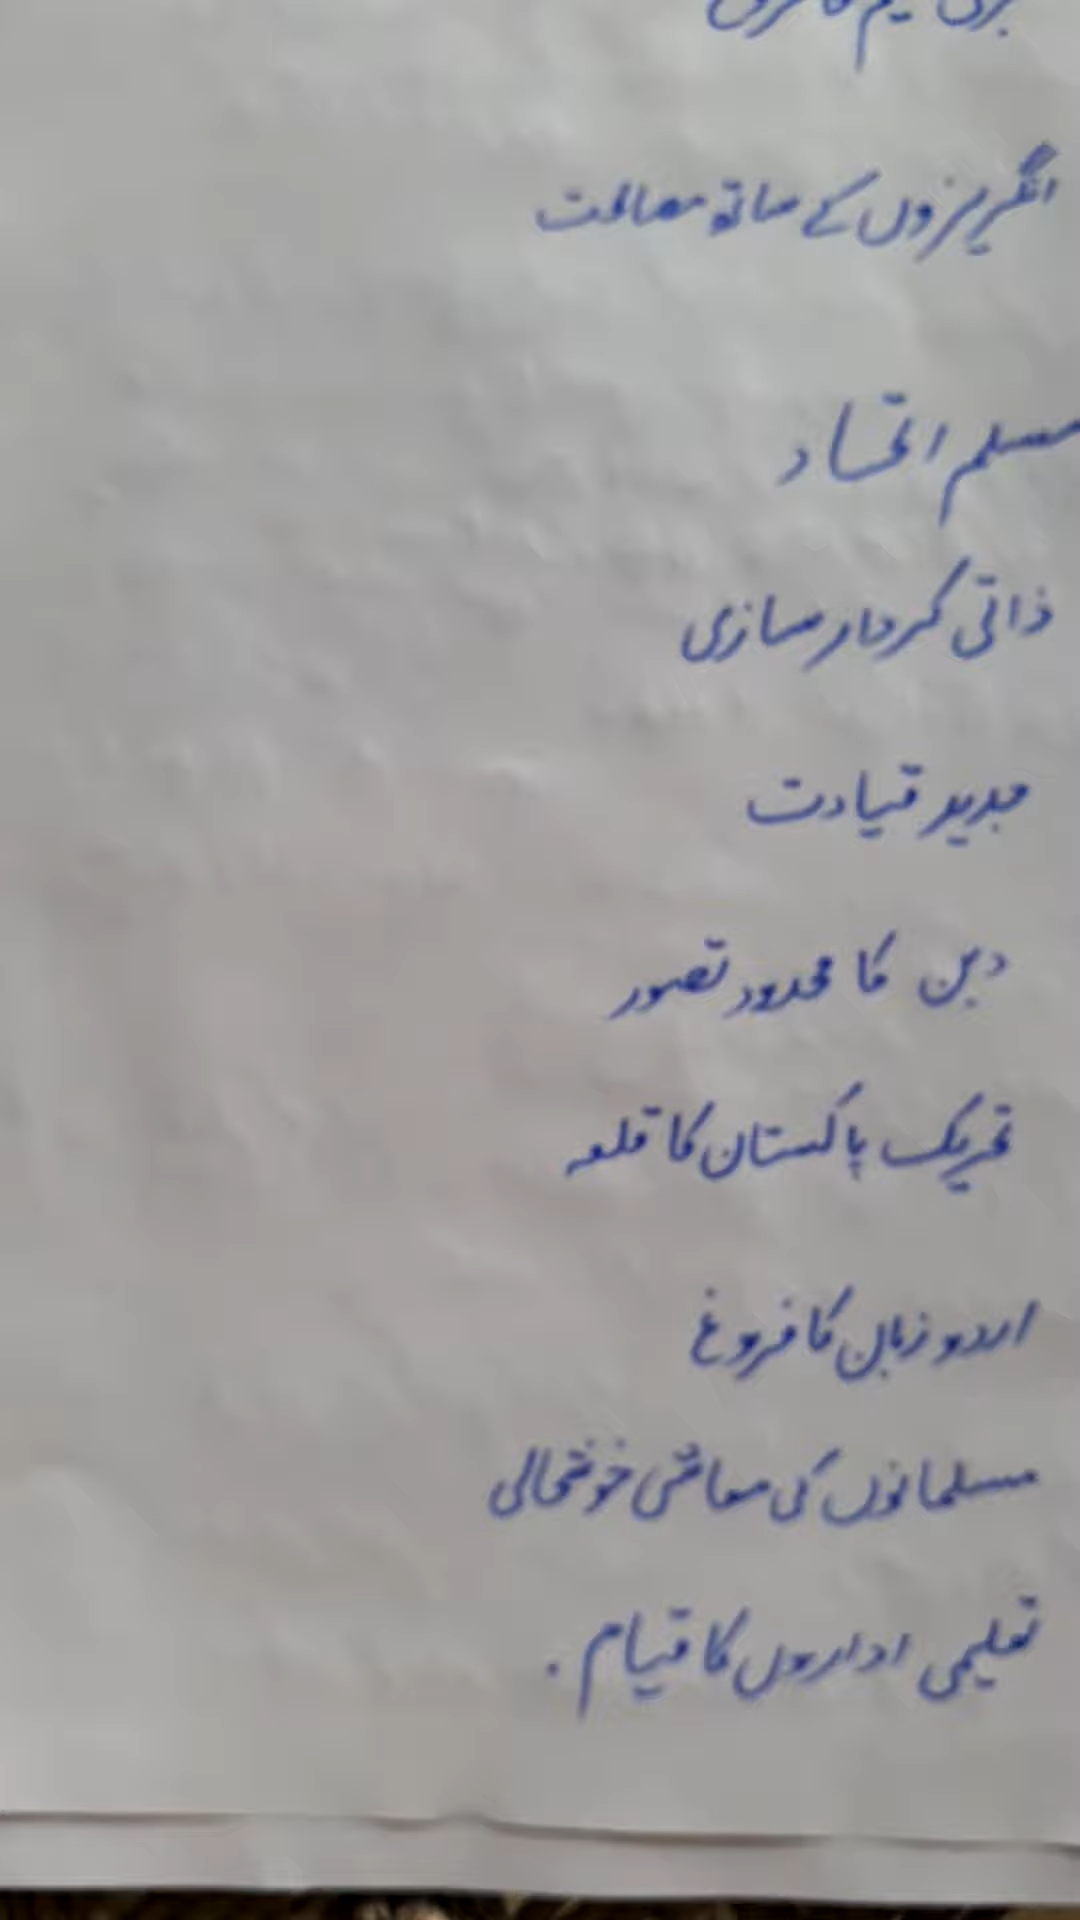 انگریزوں کے ساتھ مصالحت
مسلم اتحاد
ذاتی کردار سازی
جدید قیادت
دین کا محدود تصور
تحریک پاکستان کا قلعہ
اردو زبان کا فروغ
مسلمانوں کی معاشی خوشحالی
تعلیمی اداروں کا قیام .